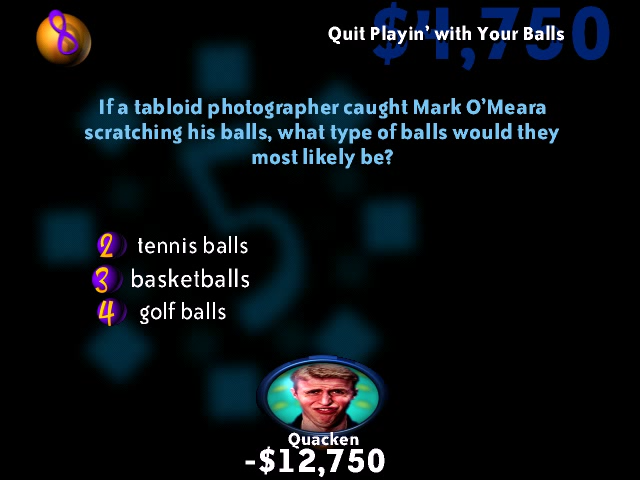 8
$4,750
Quit Playin' with Your Balls
If a tabloid photographer caught Mark O'Meara
scratching his balls, what type of balls would they
most likely be?
2 tennis balls
3 basketballs
4 golf balls
Quacken
-$12,750